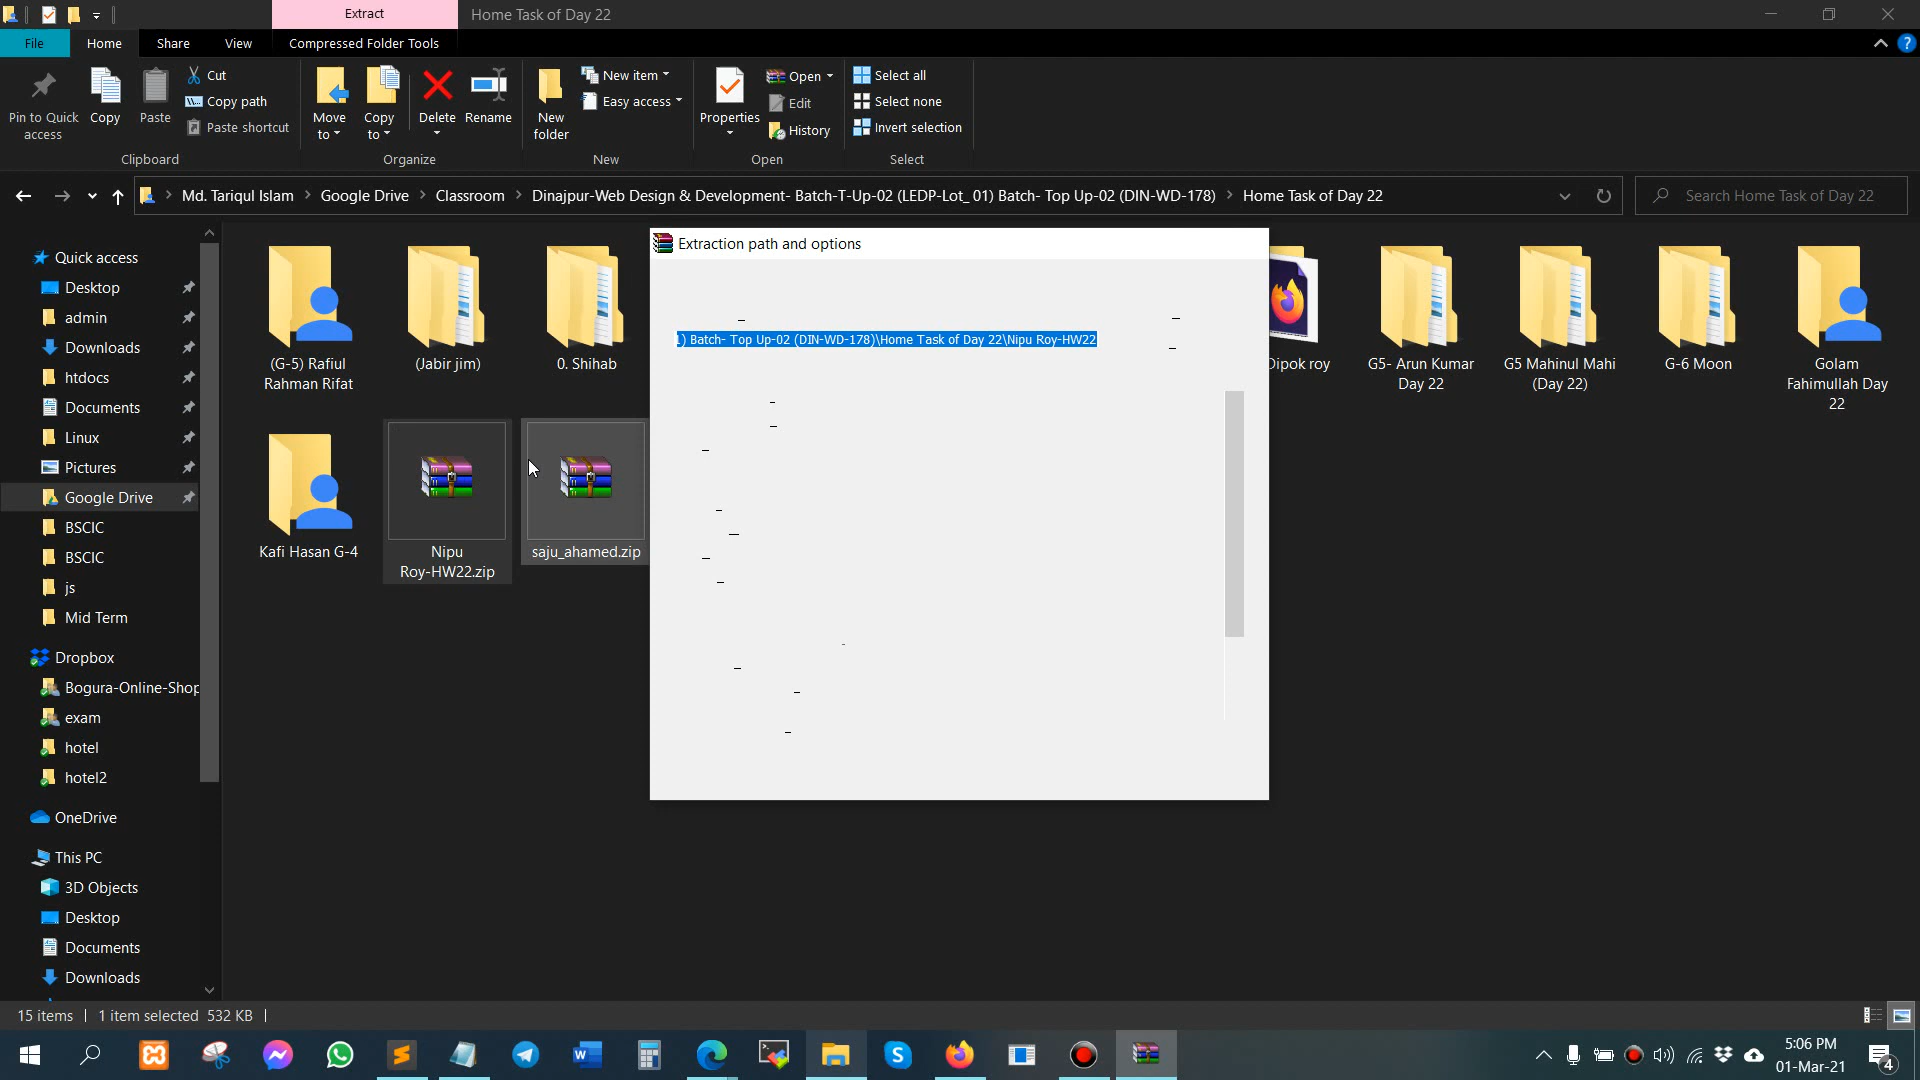 Extract
Home Task of Day 22
File
Home
Share
View
Compressed Folder Tools
Pin to Quick
access
Copy
Paste
Cut
Copy path
Paste shortcut
Clipboard
Move
to
Copy
to
Delete
Rename
Organize
New
folder
New item
Easy access
New
Properties
Open
Edit
History
Open
Select all
Select none
Invert selection
Select
Md. Tariqul Islam
Google Drive
Classroom
Dinajpur-Web Design & Development- Batch-T-Up-02 (LEDP-Lot_ 01) Batch- Top Up-02 (DIN-WD-178)
Home Task of Day 22
Search Home Task of Day 22
Quick access
Desktop
admin
Downloads
htdocs
Documents
Linux
Pictures
Google Drive
BSCIC
BSCIC
js
Mid Term
Dropbox
Bogura-Online-Shop
exam
hotel
hotel2
OneDrive
This PC
3D Objects
Desktop
Documents
Downloads
(G-5) Rafiul
Rahman Rifat
(Jabir jim)
0. Shihab
Dipok roy
G5- Arun Kumar
Day 22
G5 Mahinul Mahi
(Day 22)
G-6 Moon
Golam
Fahimullah Day
22
Kafi Hasan G-4
Nipu
Roy-HW22.zip
saju_ahamed.zip
Extraction path and options
1) Batch- Top Up-02 (DIN-WD-178)\Home Task of Day 22\Nipu Roy-HW22
15 items
1 item selected 532 KB
5:06 PM
01-Mar-21
4